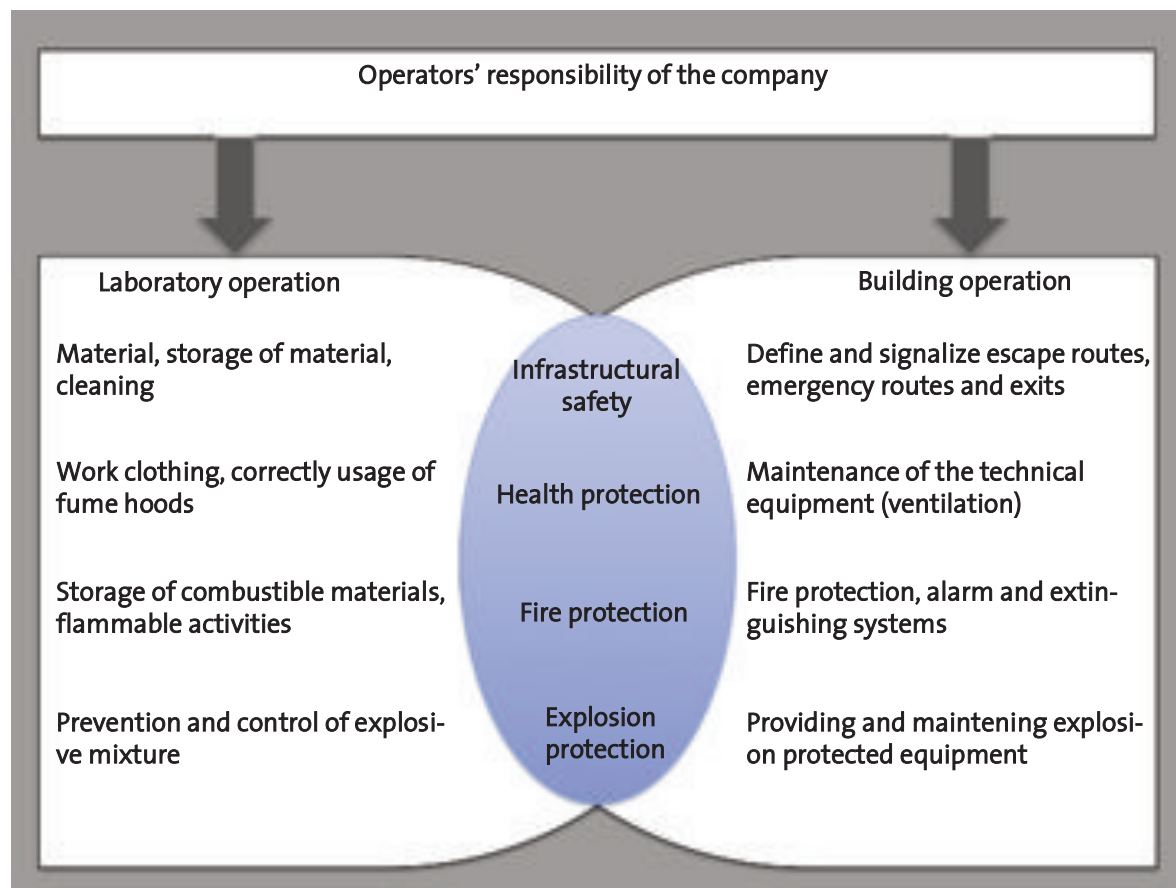 Operators’ responsibility of the company
Laboratory operation
Material, storage of material,
cleaning
Work clothing, correctly usage of
fume hoods
Storage of combustible materials,
flammable activities
Prevention and control of explosi-
ve mixture
Infrastructural
safety
Health protection
Fire protection
Explosion
protection
Building operation
Define and signalize escape routes,
emergency routes and exits
Maintenance of the technical
equipment (ventilation)
Fire protection, alarm and extin-
guishing systems
Providing and maintening explosi-
on protected equipment